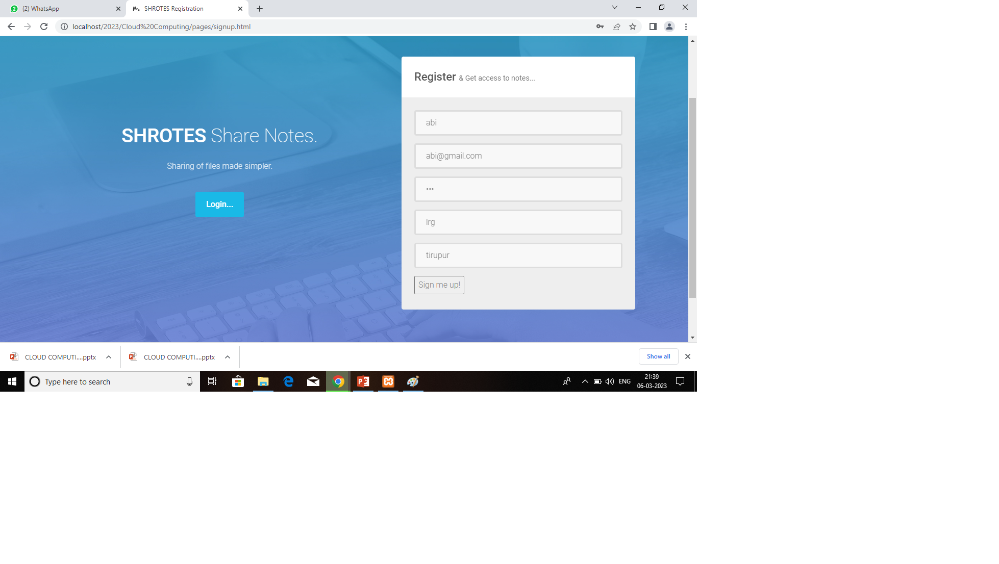 (2) WhatsApp
SHROTES Registration
localhost/2023/Cloud%20Computing/pages/signup.html
Register & Get access to notes...
abi
SHROTES Share Notes.
abi@gmail.com
Sharing of files made simpler.
•••
Login...
lrg
tirupur
Sign me up!
CLOUD COMPUTI....pptx
CLOUD COMPUTI....pptx
Show all
Type here to search
ENG
21:39
06-03-2023